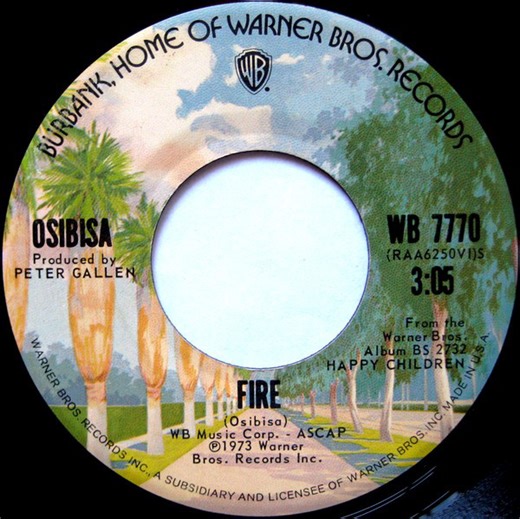 BURBANK, HOME OF WARNER BROS. RECORDS
WB
OSIBISA
Produced by
PETER GALLEN
WB 7770
(RAA6250V1)S
3:05
From the
Warner Bros.
Album BS 2732
HAPPY CHILDREN
FIRE
(Osibisa)
WB Music Corp. - ASCAP
Ⓟ1973 Warner
Bros. Records Inc.
WARNER BROS. RECORDS INC., A SUBSIDIARY AND LICENSEE OF WARNER BROS. INC. MADE IN U.S.A.